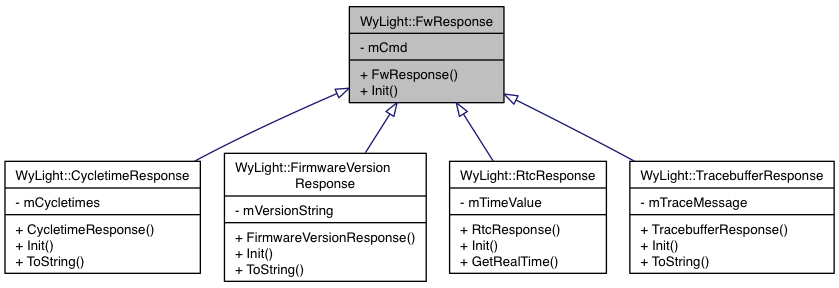 WyLight::FwResponse
- mCmd
+ FwResponse()
+ Init()
WyLight::CycletimeResponse
- mCycletimes
+ CycletimeResponse()
+ Init()
+ ToString()
WyLight::FirmwareVersion
Response
- mVersionString
+ FirmwareVersionResponse()
+ Init()
+ ToString()
WyLight::RtcResponse
- mTimeValue
+ RtcResponse()
+ Init()
+ GetRealTime()
WyLight::TracebufferResponse
- mTraceMessage
+ TracebufferResponse()
+ Init()
+ ToString()